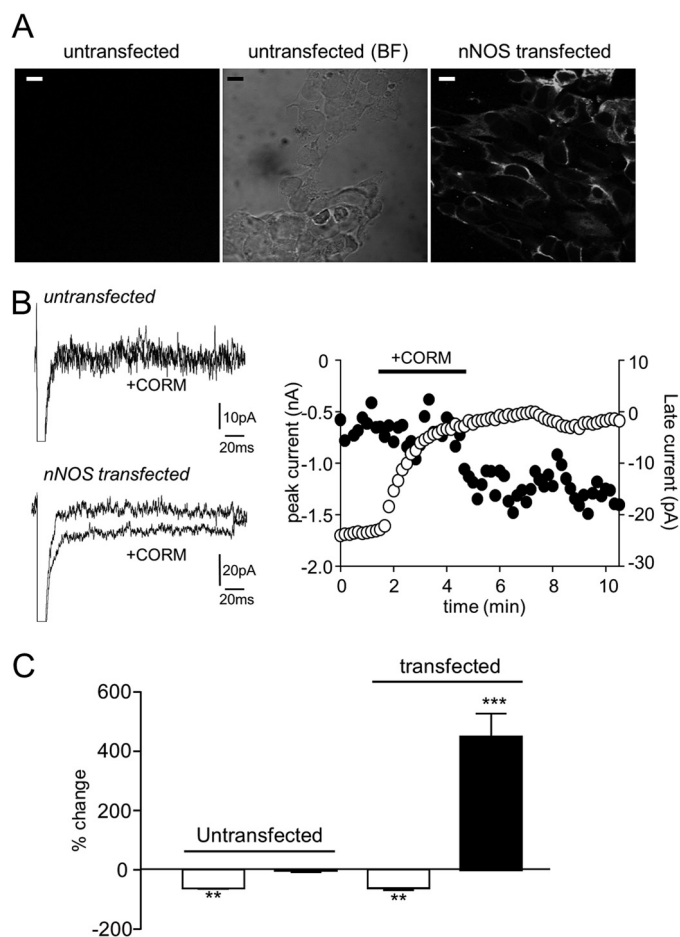 A
untransfected
untransfected (BF)
nNOS transfected
B
untransfected
+CORM
10pA
20ms
nNOS transfected
+CORM
20pA
20ms
+CORM
0
-0.5
-1.0
-1.5
-2.0
peak current (nA)
10
0
-10
-20
-30
Late current (pA)
0 2 4 6 8 10
time (min)
C
transfected
600
400
200
0
-200
% change
Untransfected
***
**
**